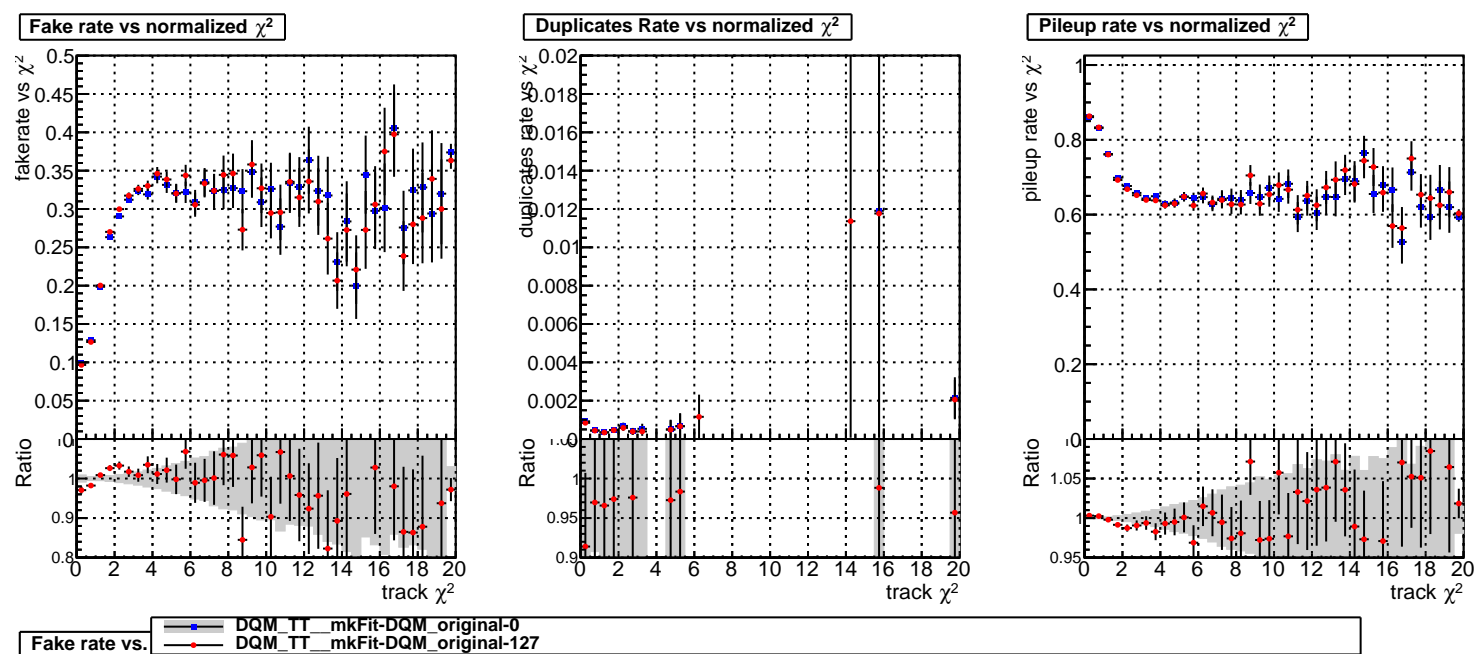 Fake rate vs normalized χ²
fakerate vs χ²
0.5
0.45
0.4
0.35
0.3
0.25
0.2
0.15
0.1
0.05
0
Ratio
1
0.9
0.8
0 2 4 6 8 10 12 14 16 18 20
track χ²
Duplicates Rate vs normalized χ²
duplicates rate vs χ²
0.02
0.018
0.016
0.014
0.012
0.01
0.008
0.006
0.004
0.002
0
Ratio
1
0.95
0.9
0 2 4 6 8 10 12 14 16 18 20
track χ²
Pileup rate vs normalized χ²
pileup rate vs χ²
1
0.8
0.6
0.4
0.2
0
Ratio
1.05
1
0.95
0 2 4 6 8 10 12 14 16 18 20
track χ²
Fake rate vs.
DQM_TT__mkFit-DQM_original-0
DQM_TT__mkFit-DQM_original-127